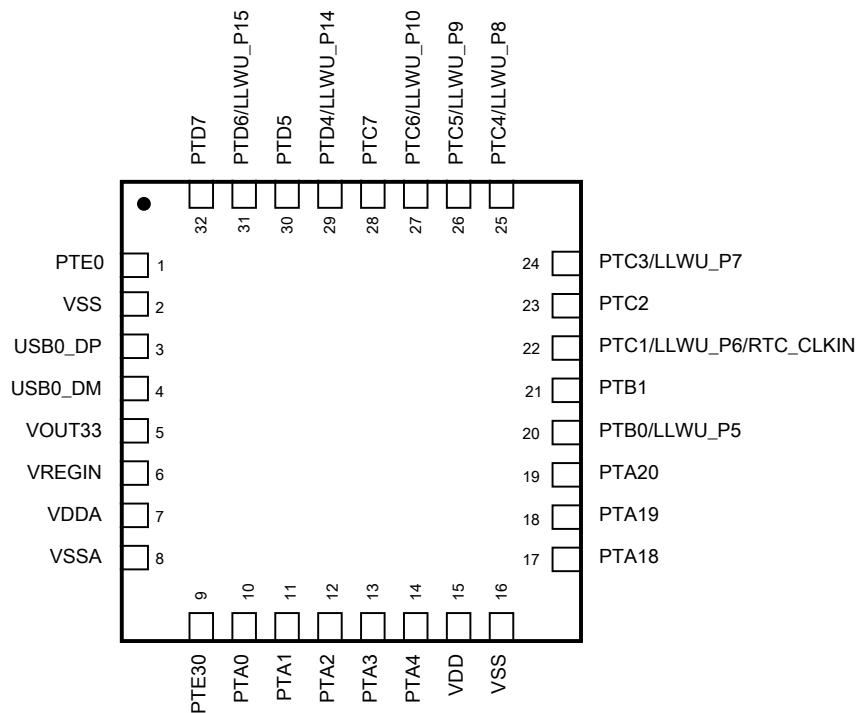 PTD7
PTD6/LLWU_P15
PTD5
PTD4/LLWU_P14
PTC7
PTC6/LLWU_P10
PTC5/LLWU_P9
PTC4/LLWU_P8
32
31
30
29
28
27
26
25
PTE0 1
VSS 2
USB0_DP 3
USB0_DM 4
VOUT33 5
VREGIN 6
VDDA 7
VSSA 8
24 PTC3/LLWU_P7
23 PTC2
22 PTC1/LLWU_P6/RTC_CLKIN
21 PTB1
20 PTB0/LLWU_P5
19 PTA20
18 PTA19
17 PTA18
9
10
11
12
13
14
15
16
PTE30
PTA0
PTA1
PTA2
PTA3
PTA4
VDD
VSS